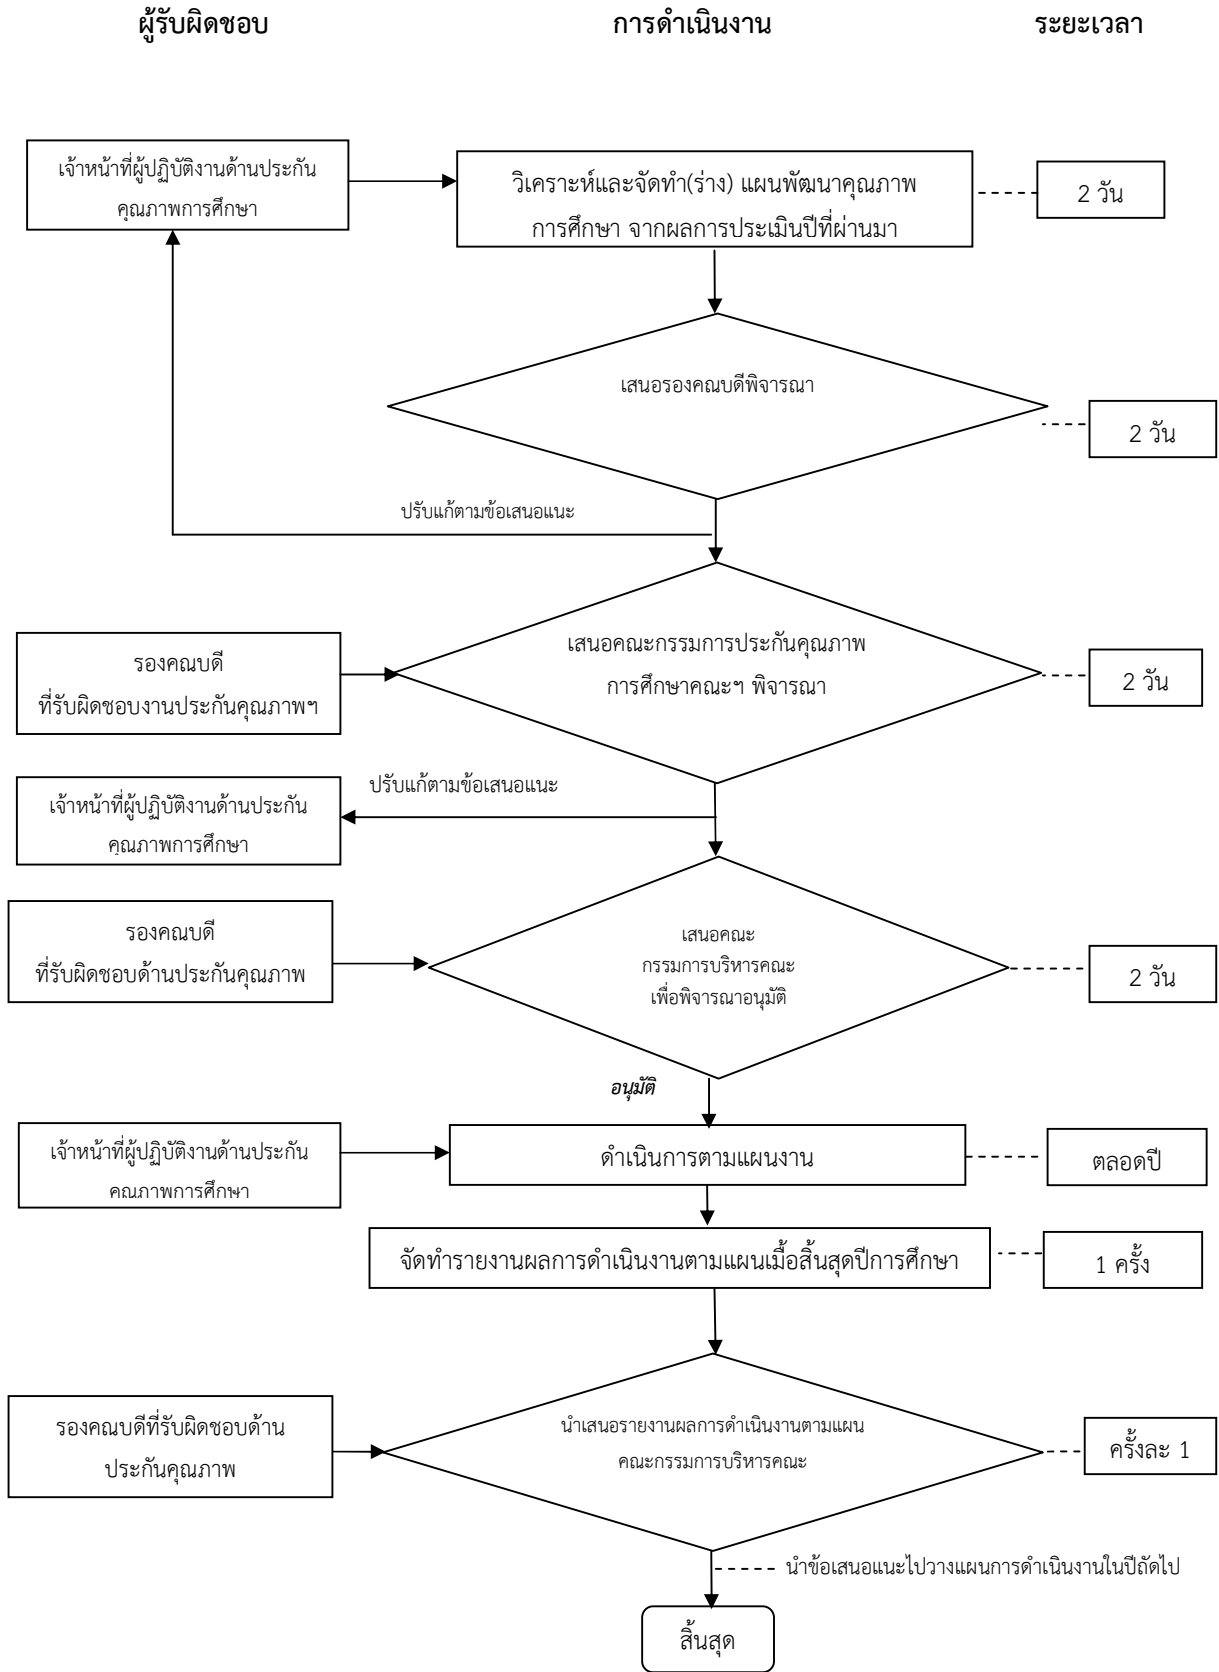 ผู้รับผิดชอบ
การดำเนินงาน
ระยะเวลา
เจ้าหน้าที่ผู้ปฏิบัติงานด้านประกัน
คุณภาพการศึกษา
วิเคราะห์และจัดทำ(ร่าง) แผนพัฒนาคุณภาพ
การศึกษา จากผลการประเมินปีที่ผ่านมา
2 วัน
เสนอรองคณบดีพิจารณา
2 วัน
ปรับแก้ตามข้อเสนอแนะ
รองคณบดี
ที่รับผิดชอบงานประกันคุณภาพฯ
เสนอคณะกรรมการประกันคุณภาพ
การศึกษาคณะฯ พิจารณา
2 วัน
ปรับแก้ตามข้อเสนอแนะ
เจ้าหน้าที่ผู้ปฏิบัติงานด้านประกัน
คุณภาพการศึกษา
รองคณบดี
ที่รับผิดชอบด้านประกันคุณภาพ
เสนอคณะ
กรรมการบริหารคณะ
เพื่อพิจารณาอนุมัติ
2 วัน
อนุมัติ
เจ้าหน้าที่ผู้ปฏิบัติงานด้านประกัน
คุณภาพการศึกษา
ดำเนินการตามแผนงาน
ตลอดปี
จัดทำรายงานผลการดำเนินงานตามแผนเมื้อสิ้นสุดปีการศึกษา
1 ครั้ง
รองคณบดีที่รับผิดชอบด้าน
ประกันคุณภาพ
นำเสนอรายงานผลการดำเนินงานตามแผน
คณะกรรมการบริหารคณะ
ครั้งละ 1
นำข้อเสนอแนะไปวางแผนการดำเนินงานในปีถัดไป
สิ้นสุด